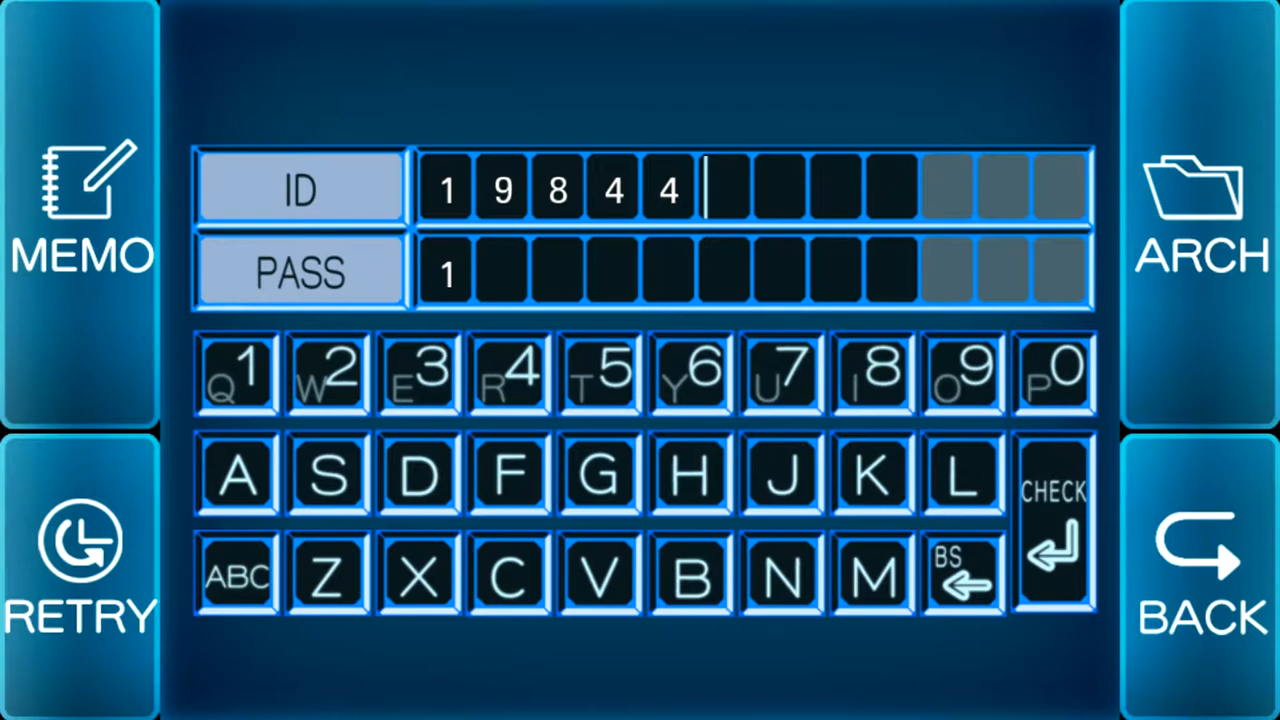 MEMO
RETRY
ID 1 9 8 4 4
PASS 1
Q1 W2 E3 R4 T5 Y6 U7 I8 O9 P0
A S D F G H J K L CHECK
ABC Z X C V B N M BS
ARCH
BACK